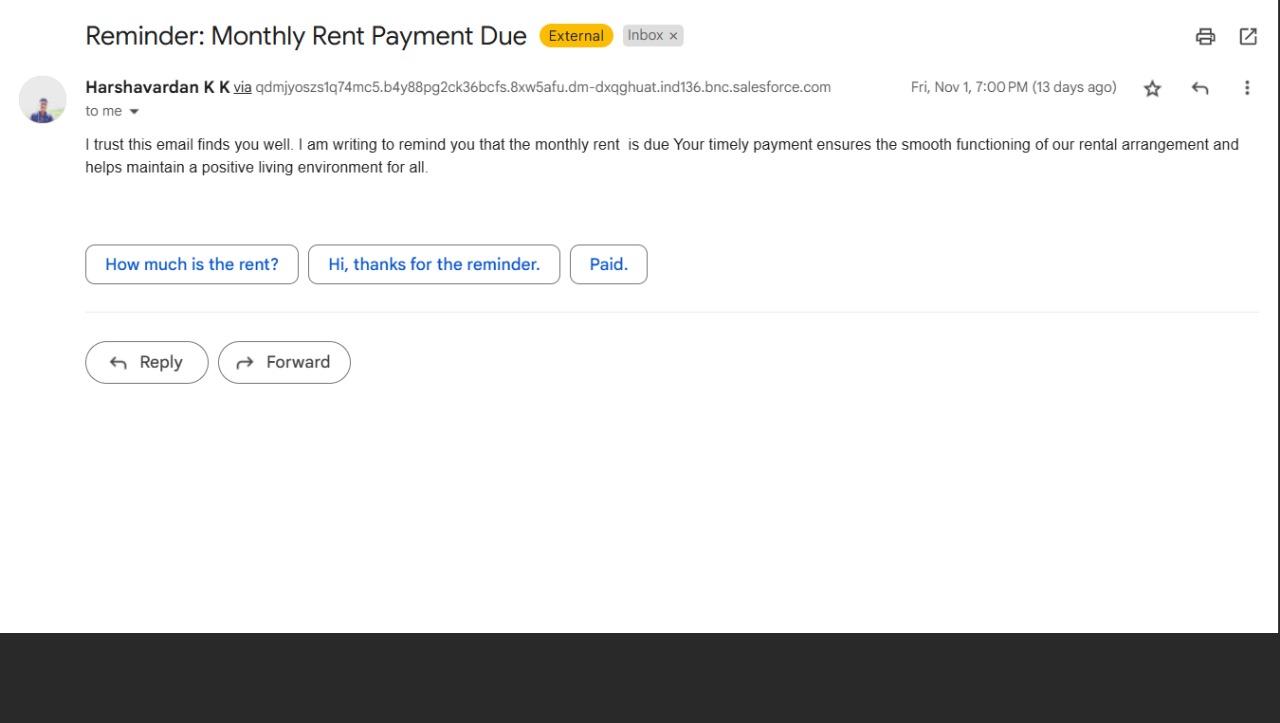 Reminder: Monthly Rent Payment Due External Inbox ×
Harshavardan K K via qdmjyoszs1q74mc5.b4y88pg2ck36bcfs.8xw5afu.dm-dxqghuat.ind136.bnc.salesforce.com Fri, Nov 1, 7:00 PM (13 days ago)
to me
I trust this email finds you well. I am writing to remind you that the monthly rent  is due Your timely payment ensures the smooth functioning of our rental arrangement and
helps maintain a positive living environment for all.
How much is the rent? Hi, thanks for the reminder. Paid.
Reply Forward